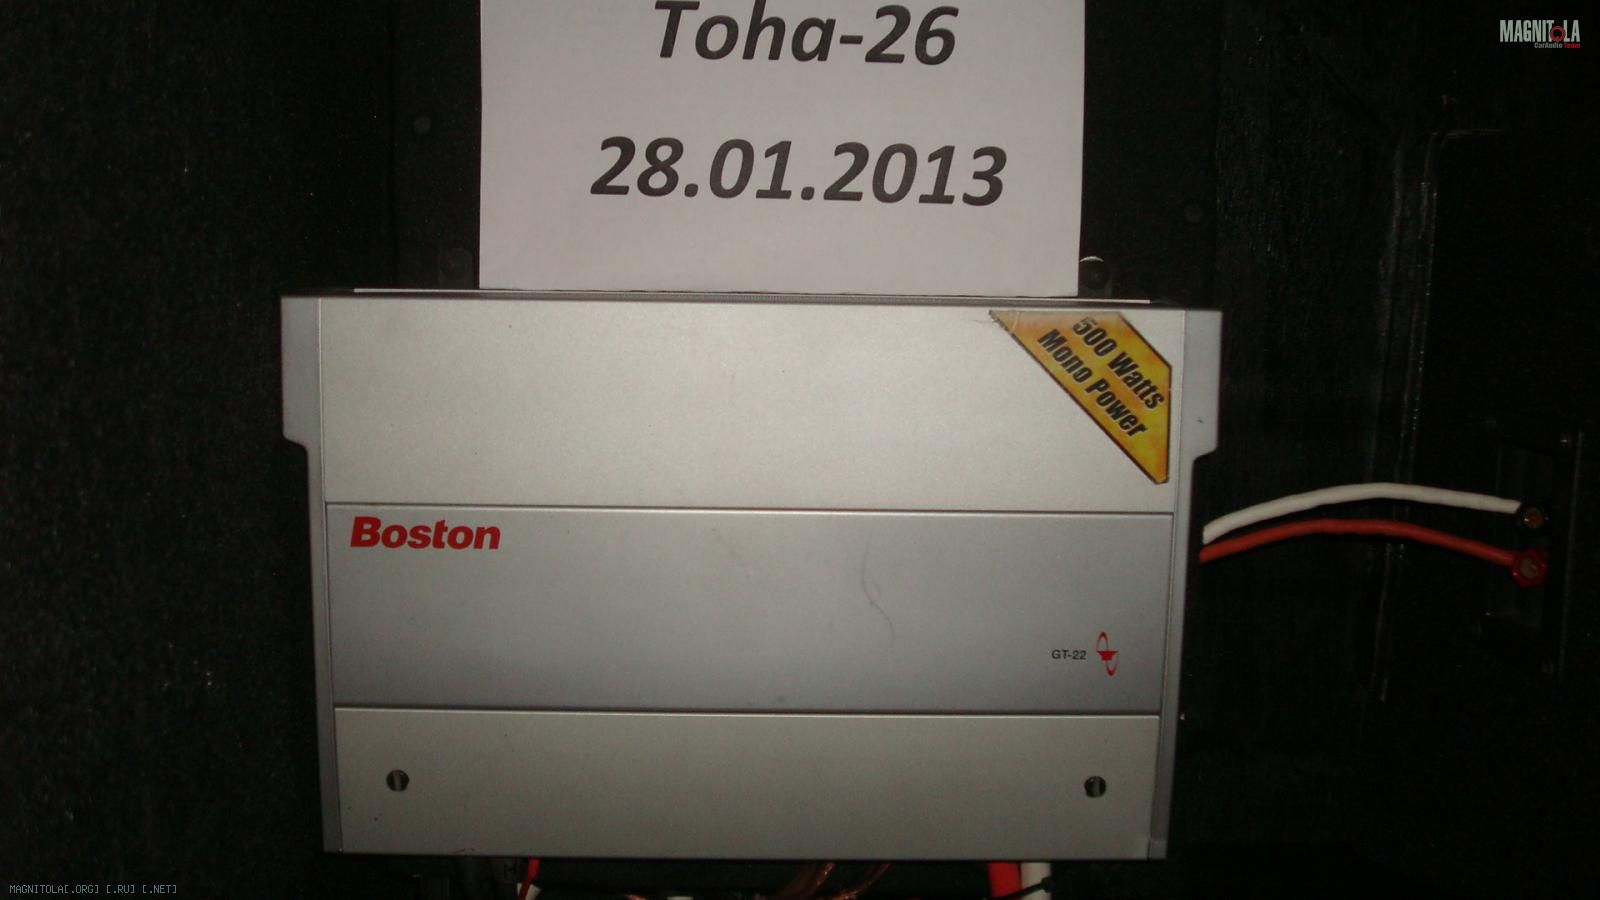 MAGNITOLA
CarAudio Team
Toha-26
28.01.2013
500 Watts
Mono Power
Boston
GT-22
MAGNITOLA[.ORG] [.RU] [.NET]